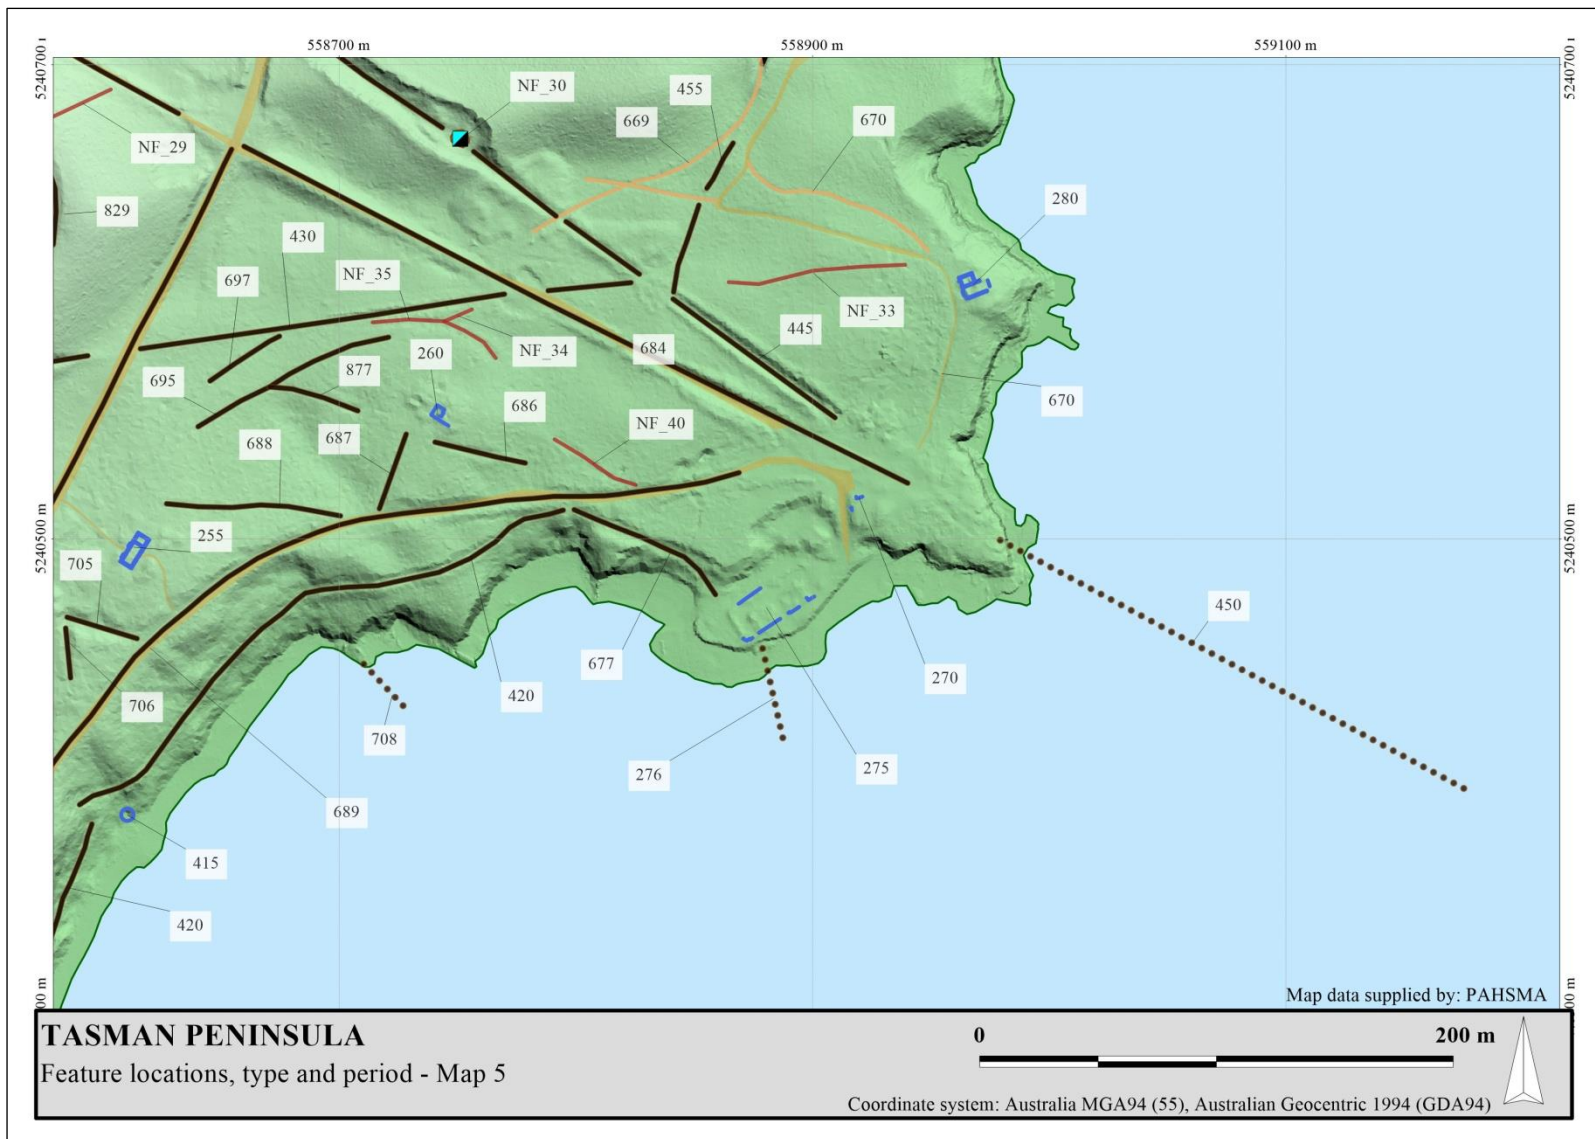 558700 m
558900 m
559100 m
5240700
5240700
NF_30
455
669
670
NF_29
280
829
430
697
NF_35
NF_33
445
684
260
NF_34
877
695
670
686
NF_40
687
688
255
5240500 m
5240500 m
705
450
677
270
420
706
708
276
275
689
415
420
Map data supplied by: PAHSMA
TASMAN PENINSULA
Feature locations, type and period - Map 5
0
200 m
Coordinate system: Australia MGA94 (55), Australian Geocentric 1994 (GDA94)